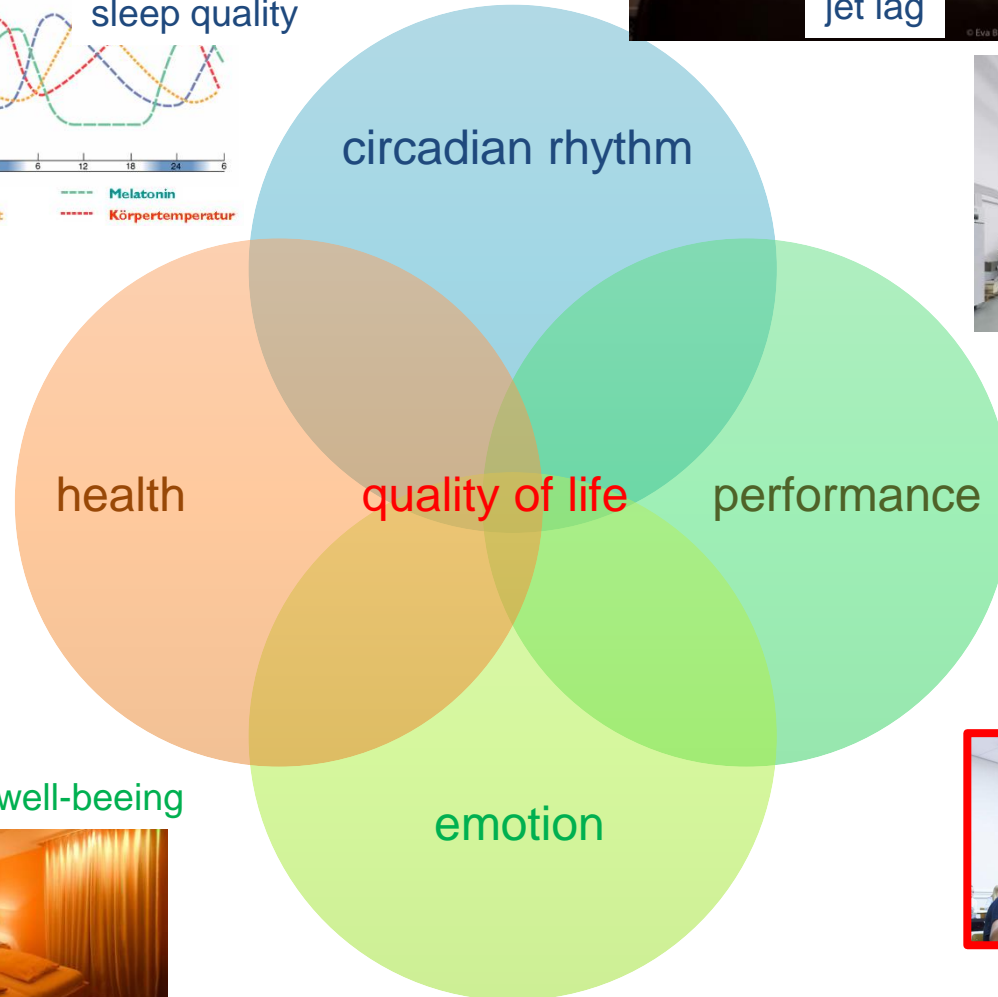 sleep quality
jet lag
© Eva B
circadian rhythm
6 12 18 24 6
Melatonin
Körpertemperatur
health
quality of life
performance
well-beeing
emotion